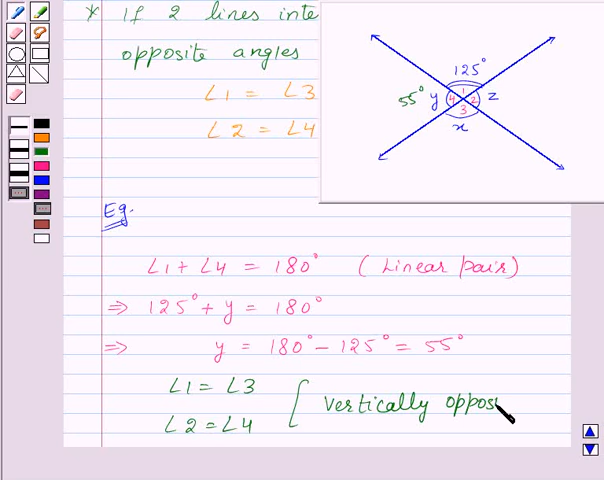 * If 2 lines inte
opposite angles
∠1 = ∠3
∠2 = ∠4
125°
55° y 4 1 2 z
3
x
Eg.
∠1 + ∠4 = 180° (Linear pair)
⇒ 125° + y = 180°
⇒ y = 180° - 125° = 55°
∠1 = ∠3
∠2 = ∠4 [ Vertically oppos